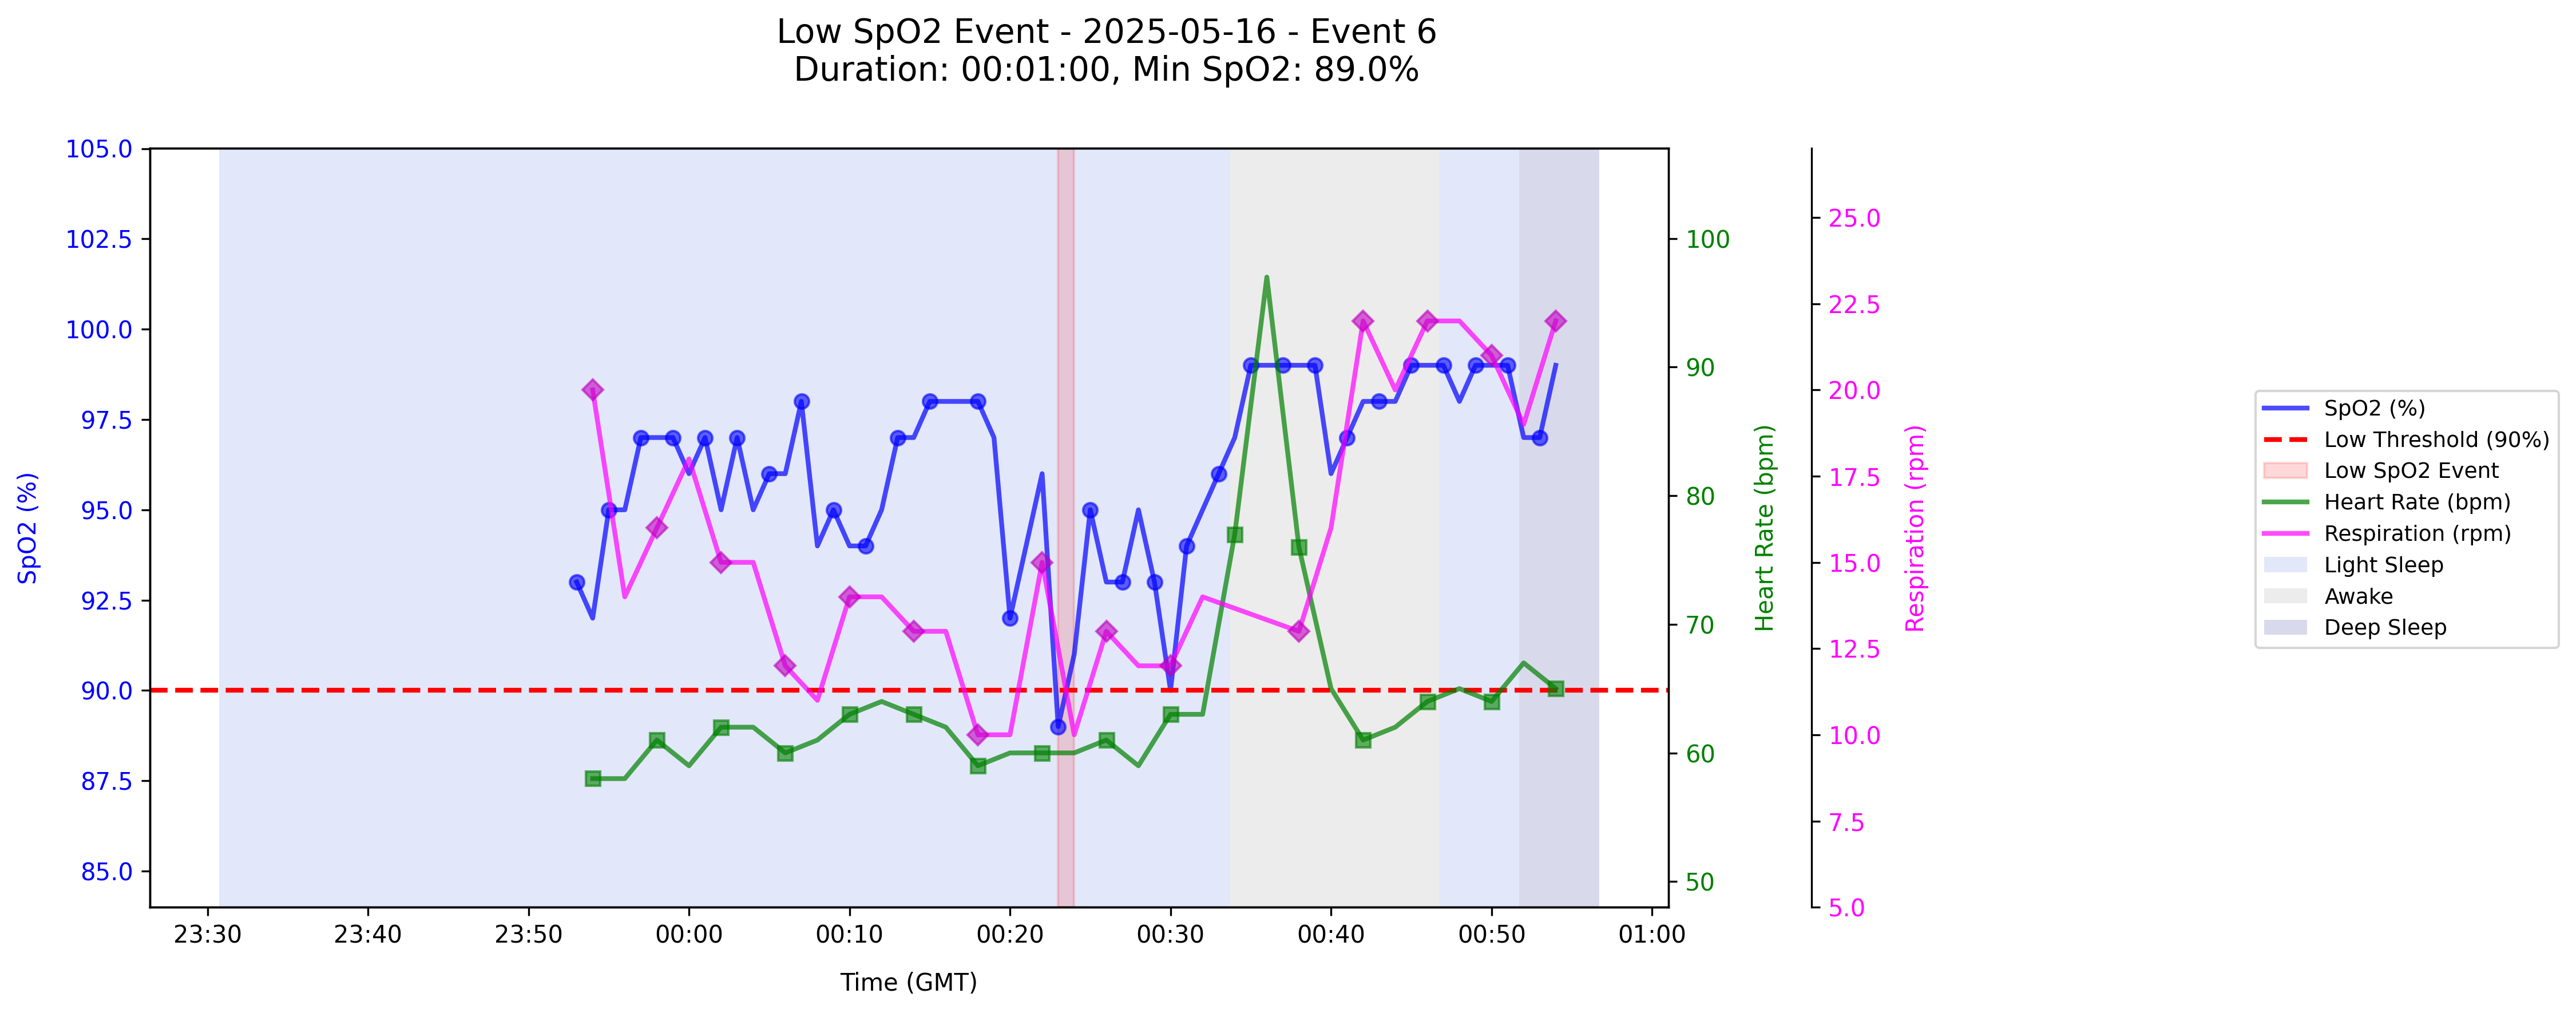 Low SpO2 Event - 2025-05-16 - Event 6
Duration: 00:01:00, Min SpO2: 89.0%
105.0
102.5
100.0
97.5
95.0
92.5
90.0
87.5
85.0
SpO2 (%)
100
90
80
70
60
50
Heart Rate (bpm)
25.0
22.5
20.0
17.5
15.0
12.5
10.0
7.5
5.0
Respiration (rpm)
SpO2 (%)
Low Threshold (90%)
Low SpO2 Event
Heart Rate (bpm)
Respiration (rpm)
Light Sleep
Awake
Deep Sleep
23:30 23:40 23:50 00:00 00:10 00:20 00:30 00:40 00:50 01:00
Time (GMT)